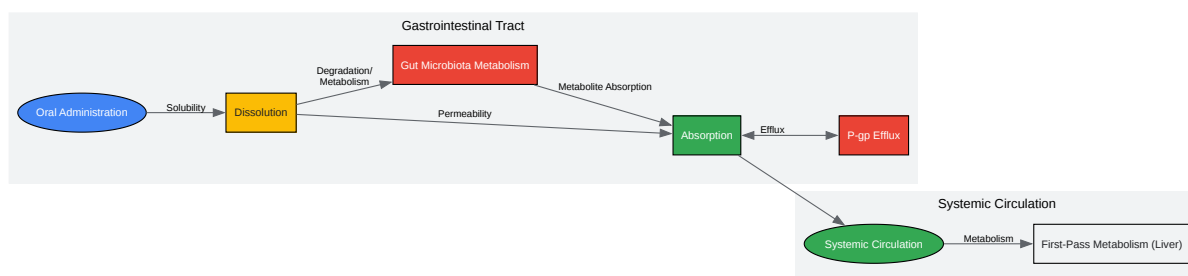 Gastrointestinal Tract
Gut Microbiota Metabolism
Degradation/
Metabolism
Metabolite Absorption
Oral Administration
Solubility
Dissolution
Permeability
Absorption
Efflux
P-gp Efflux
Systemic Circulation
Systemic Circulation
Metabolism
First-Pass Metabolism (Liver)